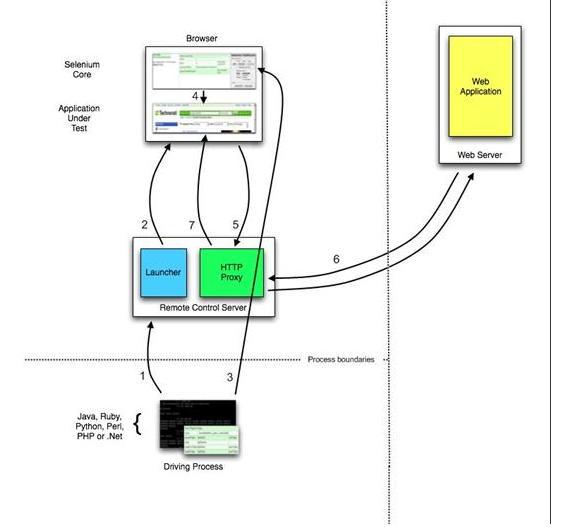 Browser
Selenium
Core
4
Application
Under
Test
Technorati
Web
Application
Web Server
2
7
5
6
Launcher
HTTP
Proxy
Remote Control Server
Process boundaries
1
3
Java, Ruby,
Python, Perl,
PHP or .Net
{
Driving Process